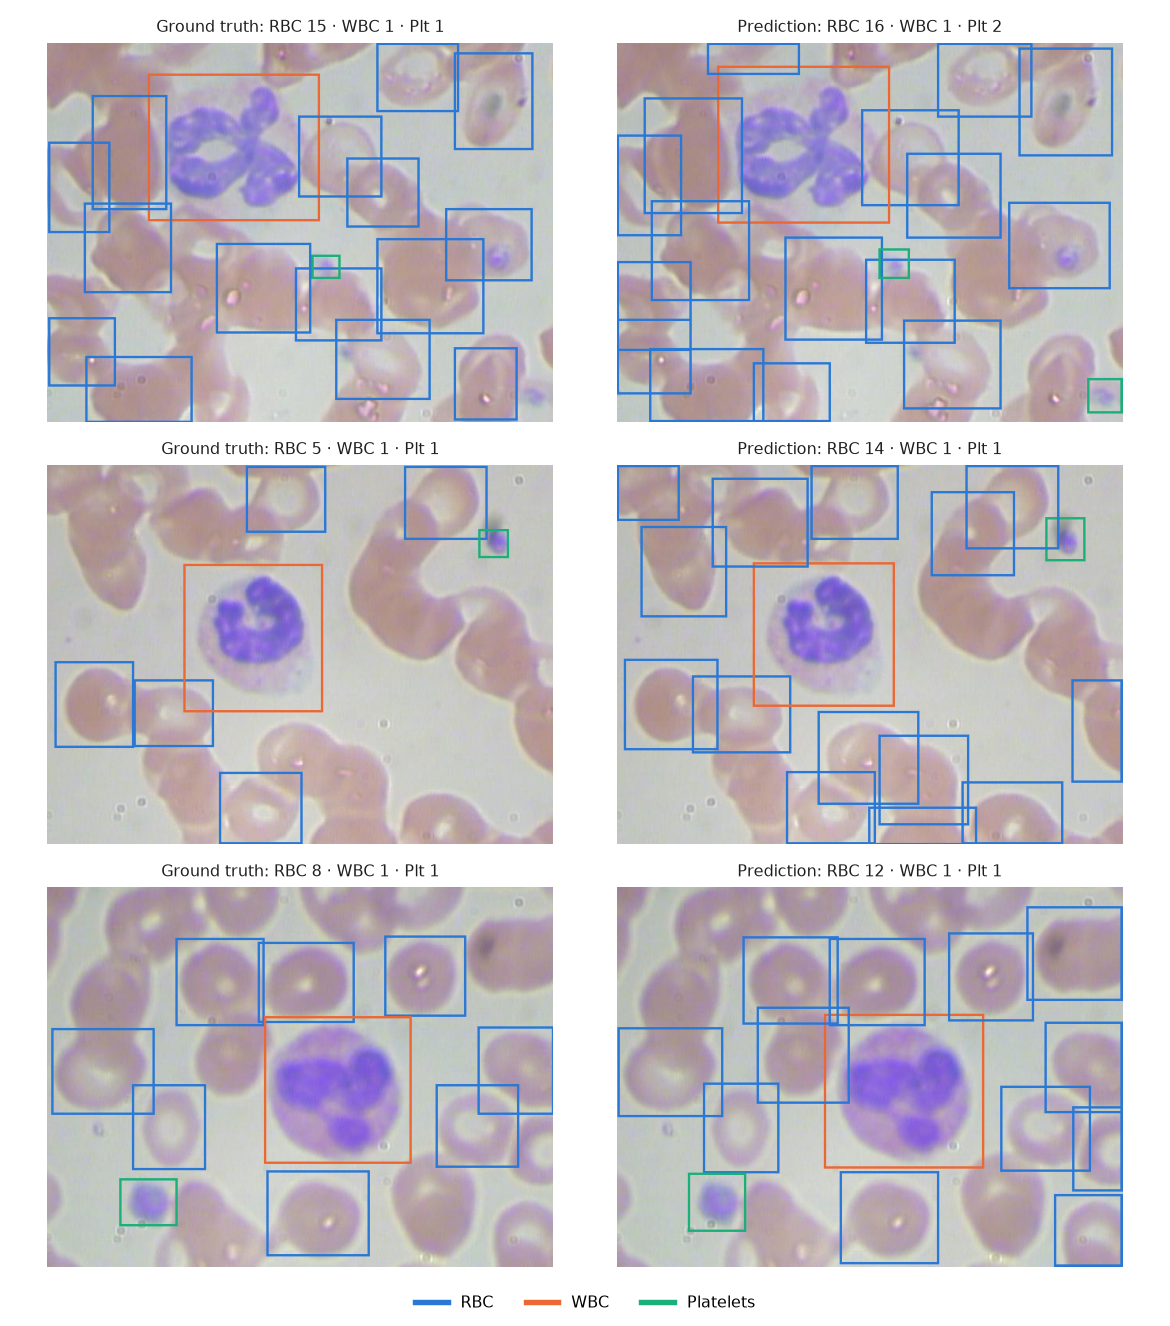 Ground truth: RBC 15 · WBC 1 · Plt 1
Prediction: RBC 16 · WBC 1 · Plt 2
Ground truth: RBC 5 · WBC 1 · Plt 1
Prediction: RBC 14 · WBC 1 · Plt 1
Ground truth: RBC 8 · WBC 1 · Plt 1
Prediction: RBC 12 · WBC 1 · Plt 1
RBC
WBC
Platelets